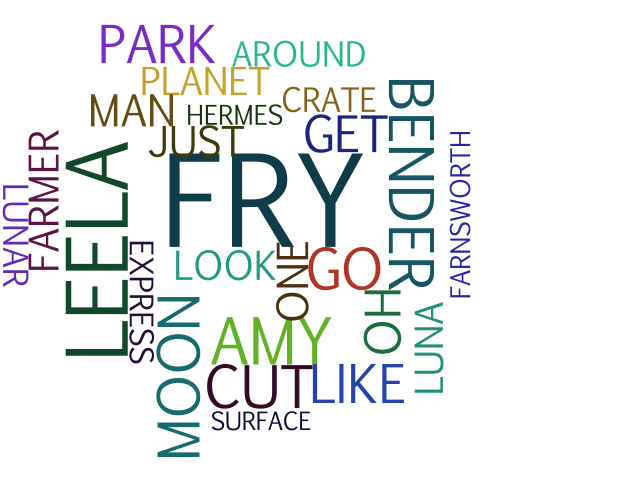 PARK
AROUND
PLANET
MAN
HERMES
CRATE
JUST
GET
BENDER
FARNSWORTH
FARMER
LUNAR
LEELA
FRY
EXPRESS
LOOK
ONE
GO
MOON
AMY
OH
LUNA
CUT
LIKE
SURFACE